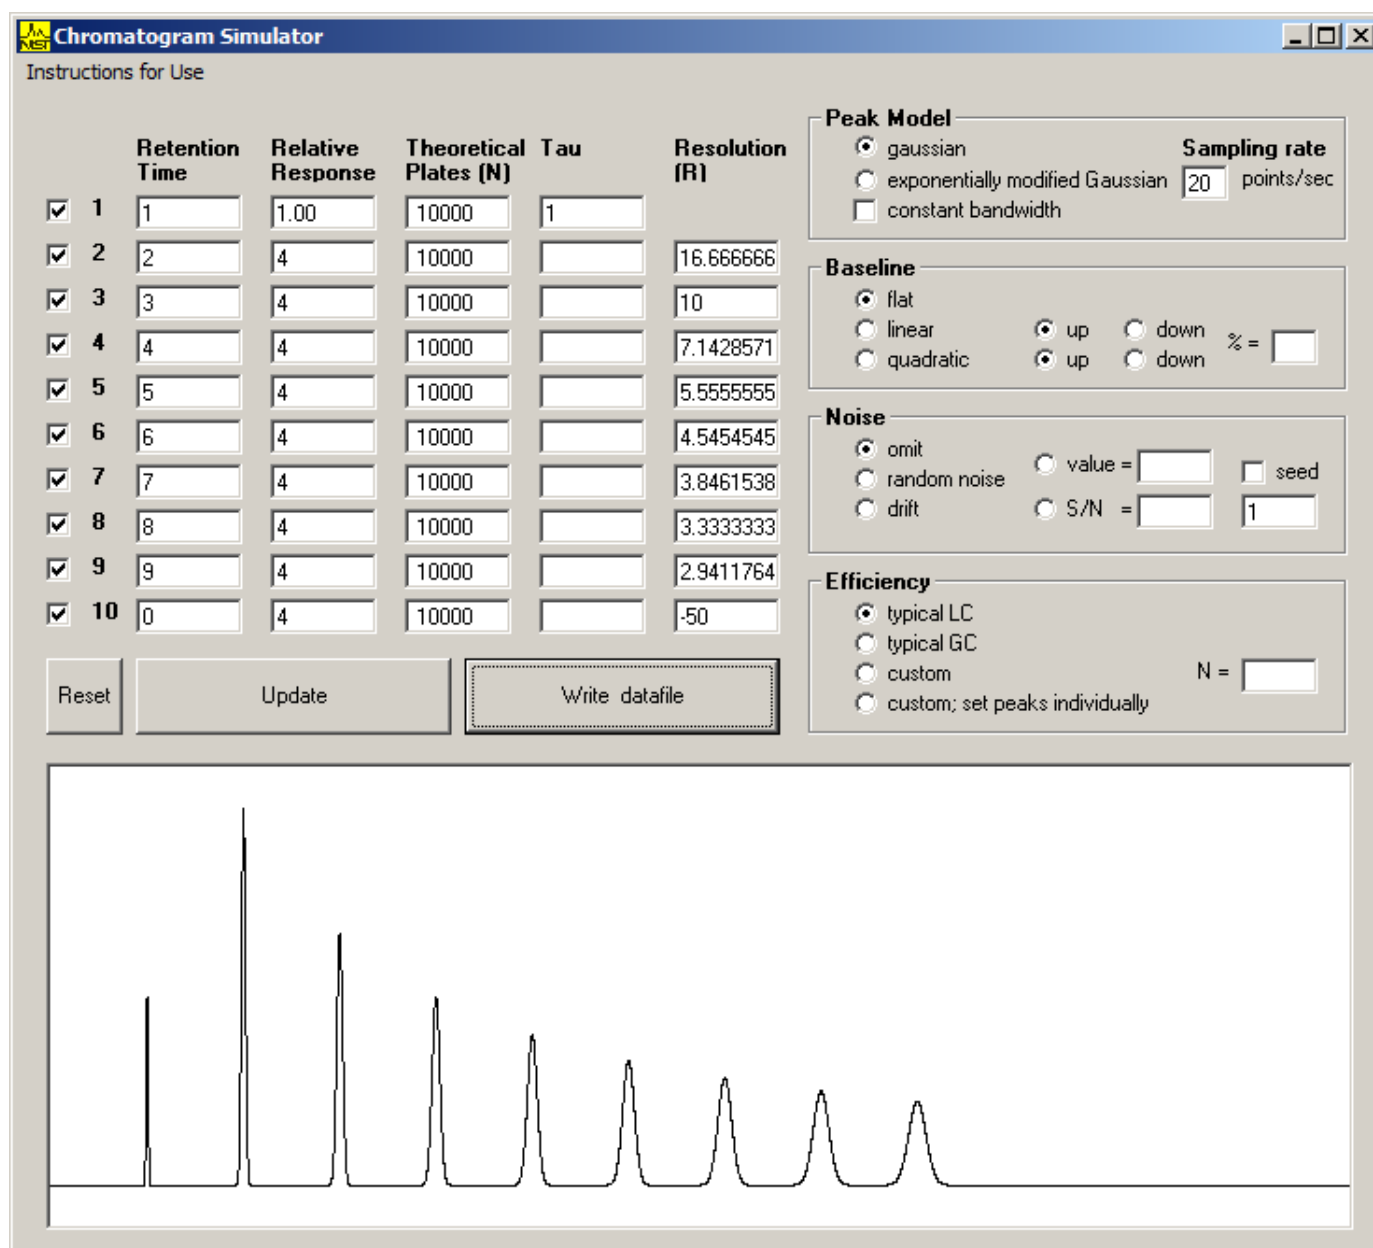 NIST
Chromatogram Simulator
Instructions for Use
Retention Time
Relative Response
Theoretical Plates (N)
Tau
Resolution (R)
1 1 1.00 10000 1
2 2 4 10000 16.666666
3 3 4 10000 10
4 4 4 10000 7.1428571
5 5 4 10000 5.5555555
6 6 4 10000 4.5454545
7 7 4 10000 3.8461538
8 8 4 10000 3.3333333
9 9 4 10000 2.9411764
10 0 4 10000 -50
Reset
Update
Write datafile
Peak Model
gaussian
exponentially modified Gaussian
constant bandwidth
Sampling rate
20 points/sec
Baseline
flat
linear up down
quadratic up down
% =
Noise
omit
random noise
drift
value =
S/N =
seed
1
Efficiency
typical LC
typical GC
custom
custom; set peaks individually
N =